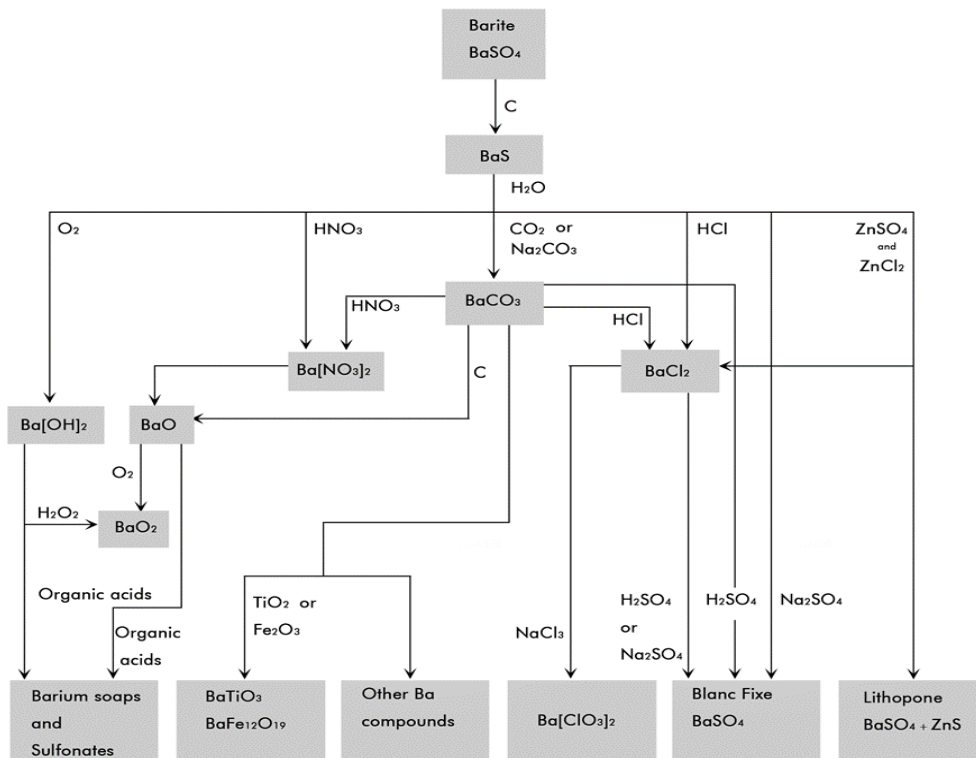 Barite
BaSO₄
C
BaS
H₂O
O₂
HNO₃
CO₂ or
Na₂CO₃
HCl
ZnSO₄
and
ZnCl₂
BaCO₃
HNO₃
HCl
Ba[NO₃]₂
C
BaCl₂
Ba[OH]₂
BaO
O₂
H₂O₂
BaO₂
Organic acids
Organic
acids
TiO₂ or
Fe₂O₃
NaCl₃
H₂SO₄
or
Na₂SO₄
H₂SO₄
Na₂SO₄
Barium soaps
and
Sulfonates
BaTiO₃
BaFe₁₂O₁₉
Other Ba
compounds
Ba[ClO₃]₂
Blanc Fixe
BaSO₄
Lithopone
BaSO₄ + ZnS